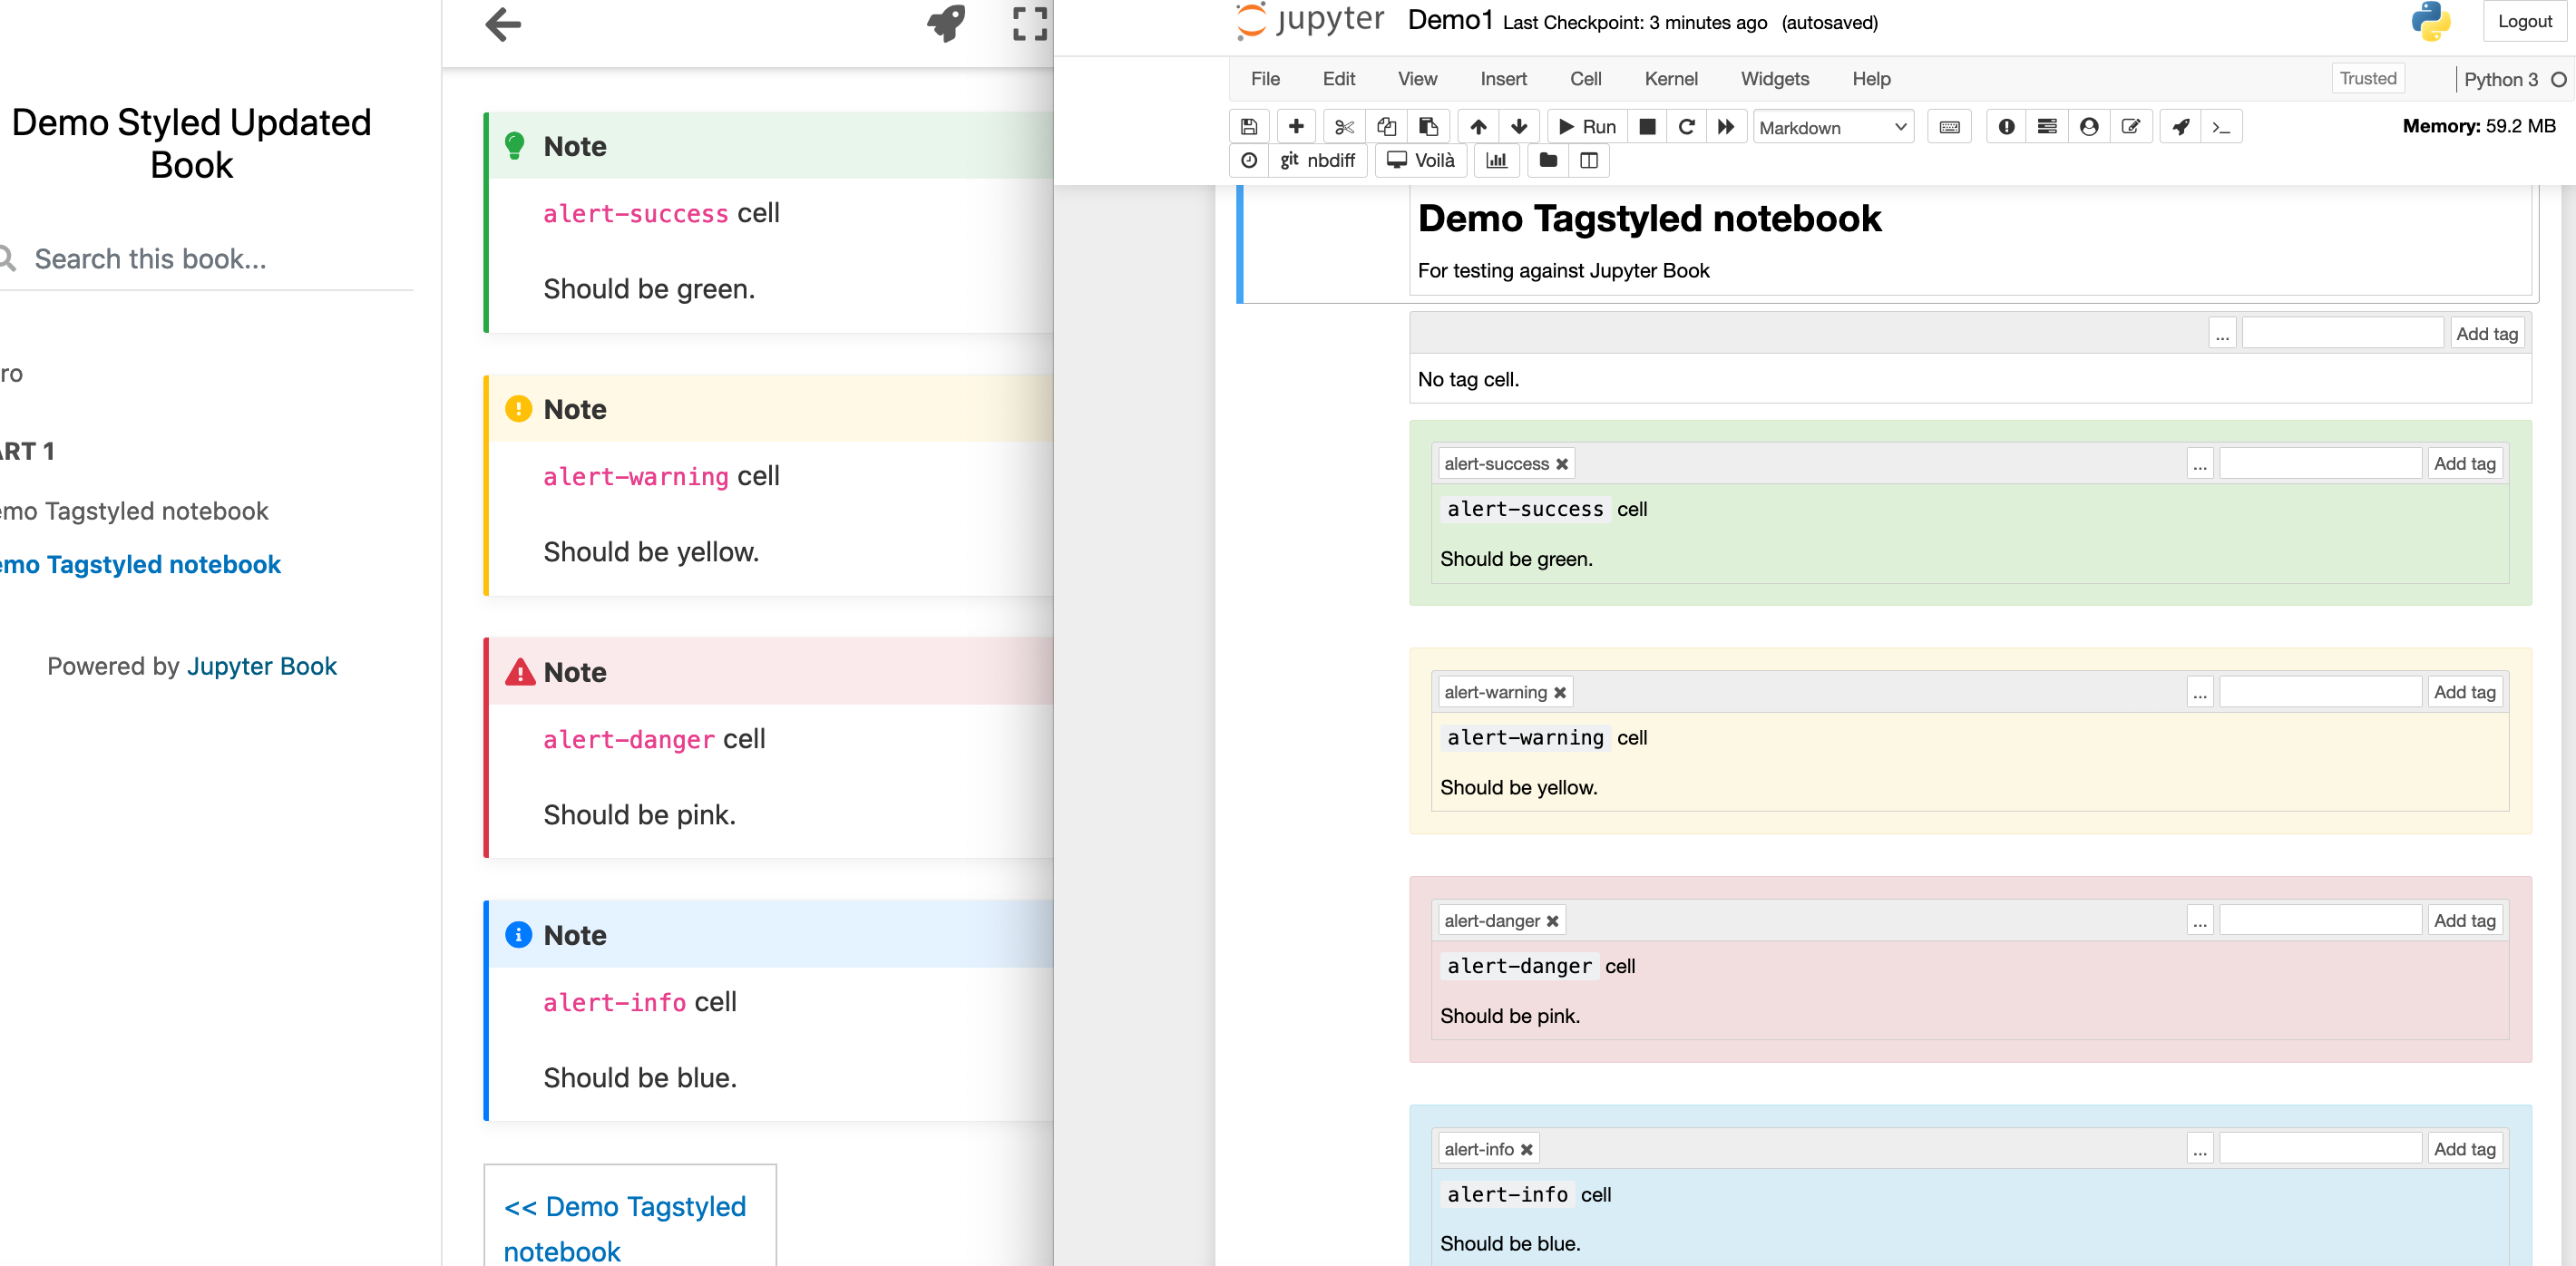 Demo Styled Updated
Book
Search this book...
ro
ART 1
emo Tagstyled notebook
emo Tagstyled notebook
Powered by Jupyter Book
Note
alert-success cell
Should be green.
Note
alert-warning cell
Should be yellow.
Note
alert-danger cell
Should be pink.
Note
alert-info cell
Should be blue.
<< Demo Tagstyled
notebook
jupyter Demo1 Last Checkpoint: 3 minutes ago (autosaved)
Logout
File Edit View Insert Cell Kernel Widgets Help
Trusted
Python 3
Run
Markdown
>_
Memory: 59.2 MB
git nbdiff
Voilà
Demo Tagstyled notebook
For testing against Jupyter Book
... Add tag
No tag cell.
alert-success ✖ ... Add tag
alert-success cell
Should be green.
alert-warning ✖ ... Add tag
alert-warning cell
Should be yellow.
alert-danger ✖ ... Add tag
alert-danger cell
Should be pink.
alert-info ✖ ... Add tag
alert-info cell
Should be blue.